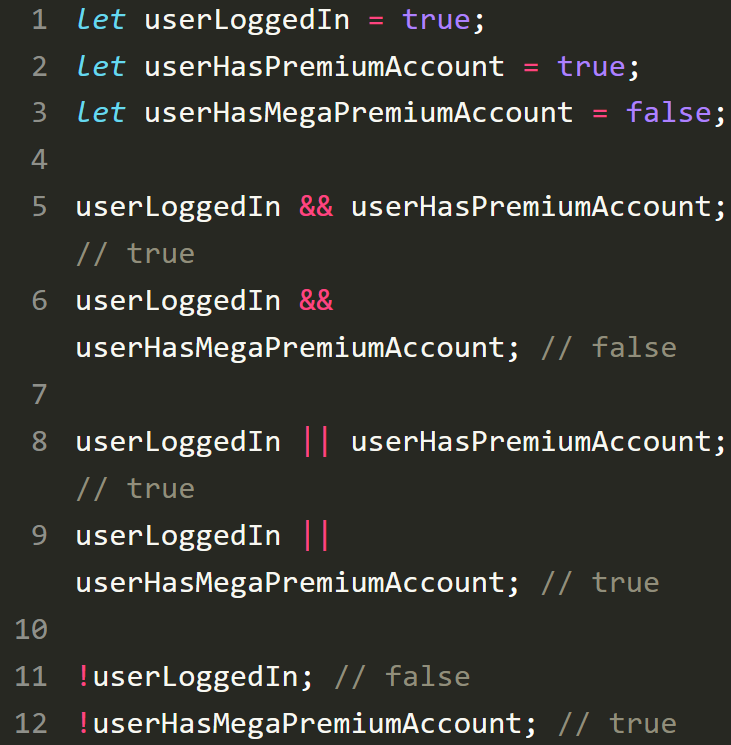 1 let userLoggedIn = true;
2 let userHasPremiumAccount = true;
3 let userHasMegaPremiumAccount = false;
4
5 userLoggedIn && userHasPremiumAccount;
// true
6 userLoggedIn &&
userHasMegaPremiumAccount; // false
7
8 userLoggedIn || userHasPremiumAccount;
// true
9 userLoggedIn ||
userHasMegaPremiumAccount; // true
10
11 !userLoggedIn; // false
12 !userHasMegaPremiumAccount; // true